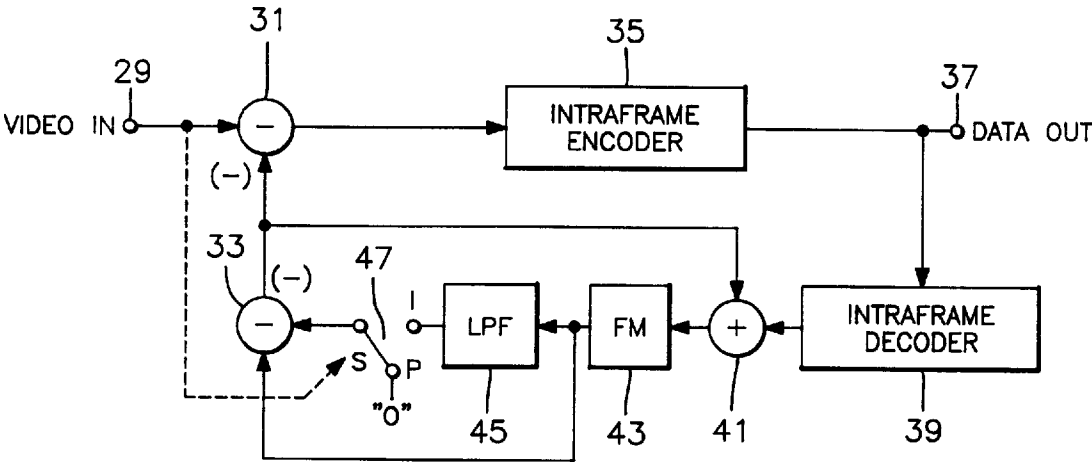 31
35
29
37
VIDEO IN
−
INTRAFRAME
ENCODER
DATA OUT
(−)
33
(−)
47
I
−
S
P
"0"
LPF
FM
+
INTRAFRAME
DECODER
45
43
41
39